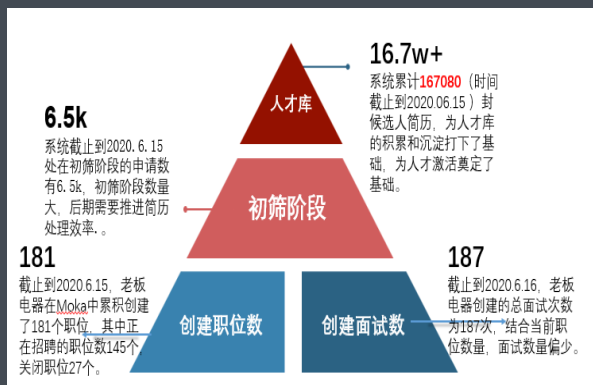 16.7w+
系统累计167080（时间
截止到2020.06.15）封
候选人简历，为人才库
的积累和沉淀打下了基
础，为人才激活奠定了
基础。
人才库
6.5k
系统截止到2020.6.15
处在初筛阶段的申请数
有6.5k，初筛阶段数量
大，后期需要推进简历
处理效率.。
初筛阶段
181
截止到2020.6.15，老板
电器在Moka中累积创建
了181个职位，其中正
在招聘的职位数145个，
关闭职位27个。
创建职位数
创建面试数
187
截止到2020.6.16，老板
电器创建的总面试次数
为187次，结合当前职
位数量，面试数量偏少。